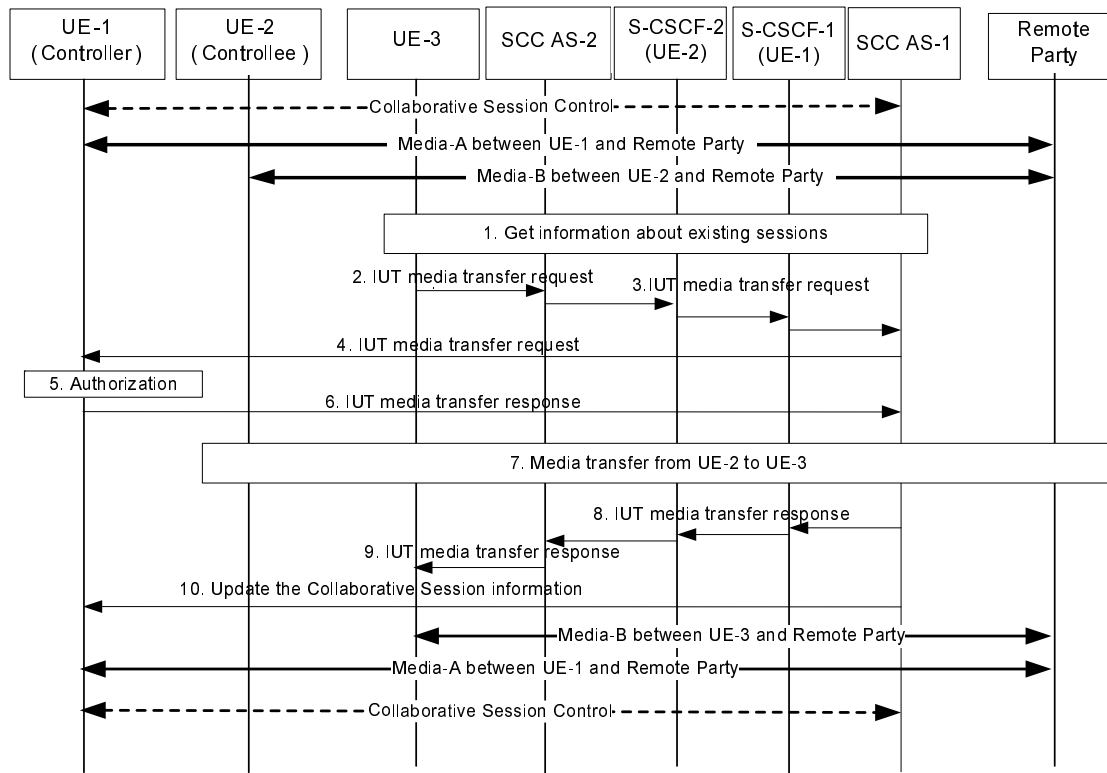 UE-1
( Controller )
UE-2
( Controllee )
UE-3
SCC AS-2
S-CSCF-2
(UE-2)
S-CSCF-1
(UE-1)
SCC AS-1
Remote
Party
Collaborative Session Control
Media-A between UE-1 and Remote Party
Media-B between UE-2 and Remote Party
1. Get information about existing sessions
2. IUT media transfer request
3.IUT media transfer request
4. IUT media transfer request
5. Authorization
6. IUT media transfer response
7. Media transfer from UE-2 to UE-3
8. IUT media transfer response
9. IUT media transfer response
10. Update the Collaborative Session information
Media-B between UE-3 and Remote Party
Media-A between UE-1 and Remote Party
Collaborative Session Control